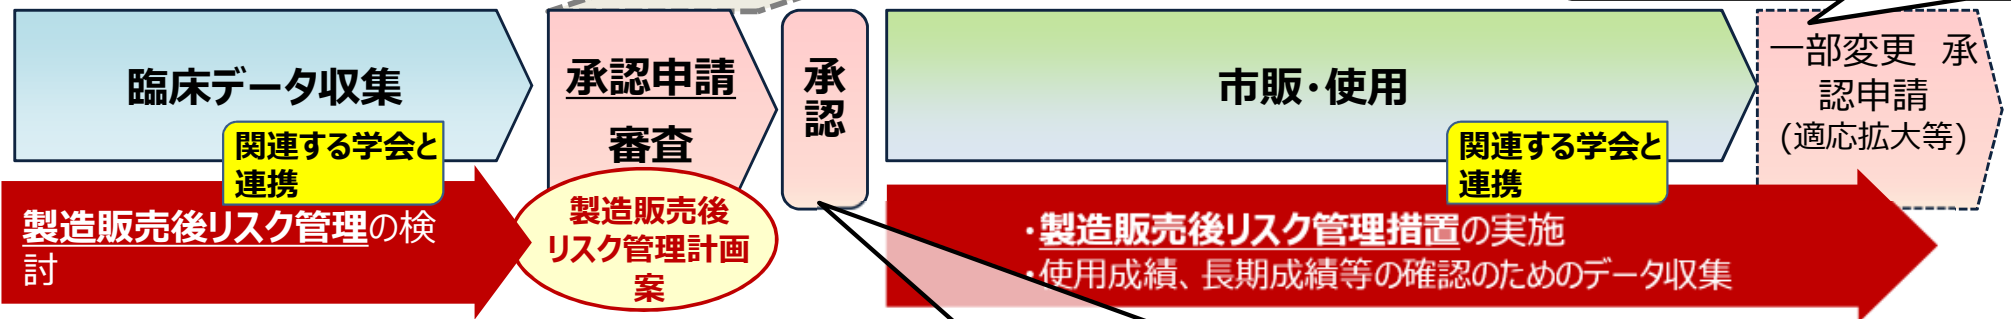 臨床データ収集
関連する学会と
連携
製造販売後リスク管理の検
討
承認申請
審査
製造販売後
リスク管理計画
案
承
認
市販・使用
関連する学会と
連携
・製造販売後リスク管理措置の実施
・使用成績、長期成績等の確認のためのデータ収集
一部変更　承
認申請
(適応拡大等)